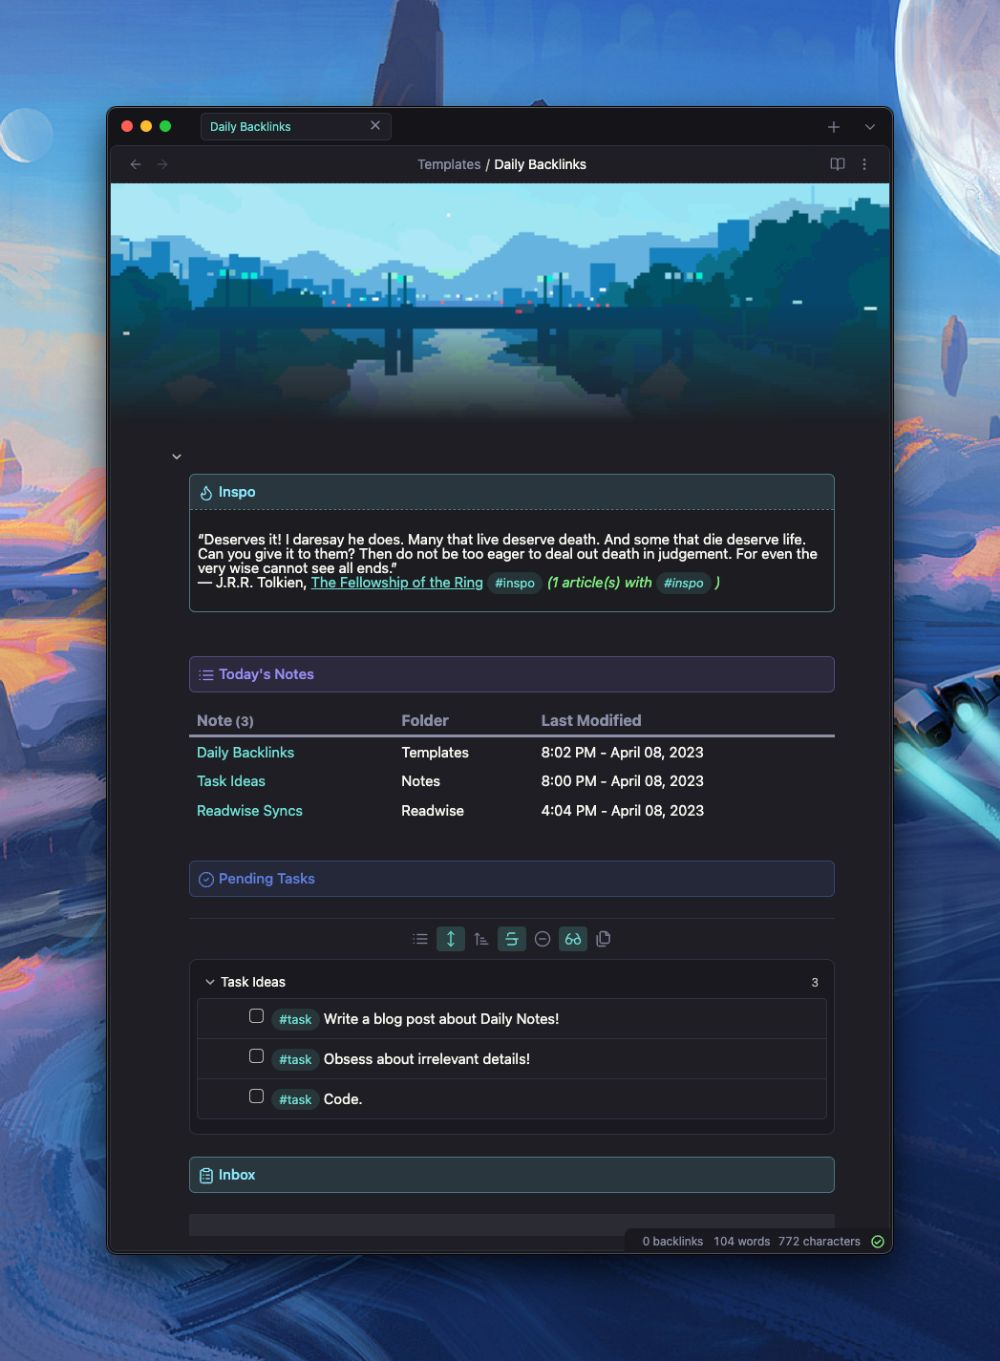 Daily Backlinks
Templates / Daily Backlinks
Inspo
“Deserves it! I daresay he does. Many that live deserve death. And some that die deserve life.
Can you give it to them? Then do not be too eager to deal out death in judgement. For even the
very wise cannot see all ends.”
— J.R.R. Tolkien, The Fellowship of the Ring #inspo (1 article(s) with #inspo )
Today's Notes
Note (3) Folder Last Modified
Daily Backlinks Templates 8:02 PM - April 08, 2023
Task Ideas Notes 8:00 PM - April 08, 2023
Readwise Syncs Readwise 4:04 PM - April 08, 2023
Pending Tasks
Task Ideas 3
#task Write a blog post about Daily Notes!
#task Obsess about irrelevant details!
#task Code.
Inbox
0 backlinks 104 words 772 characters